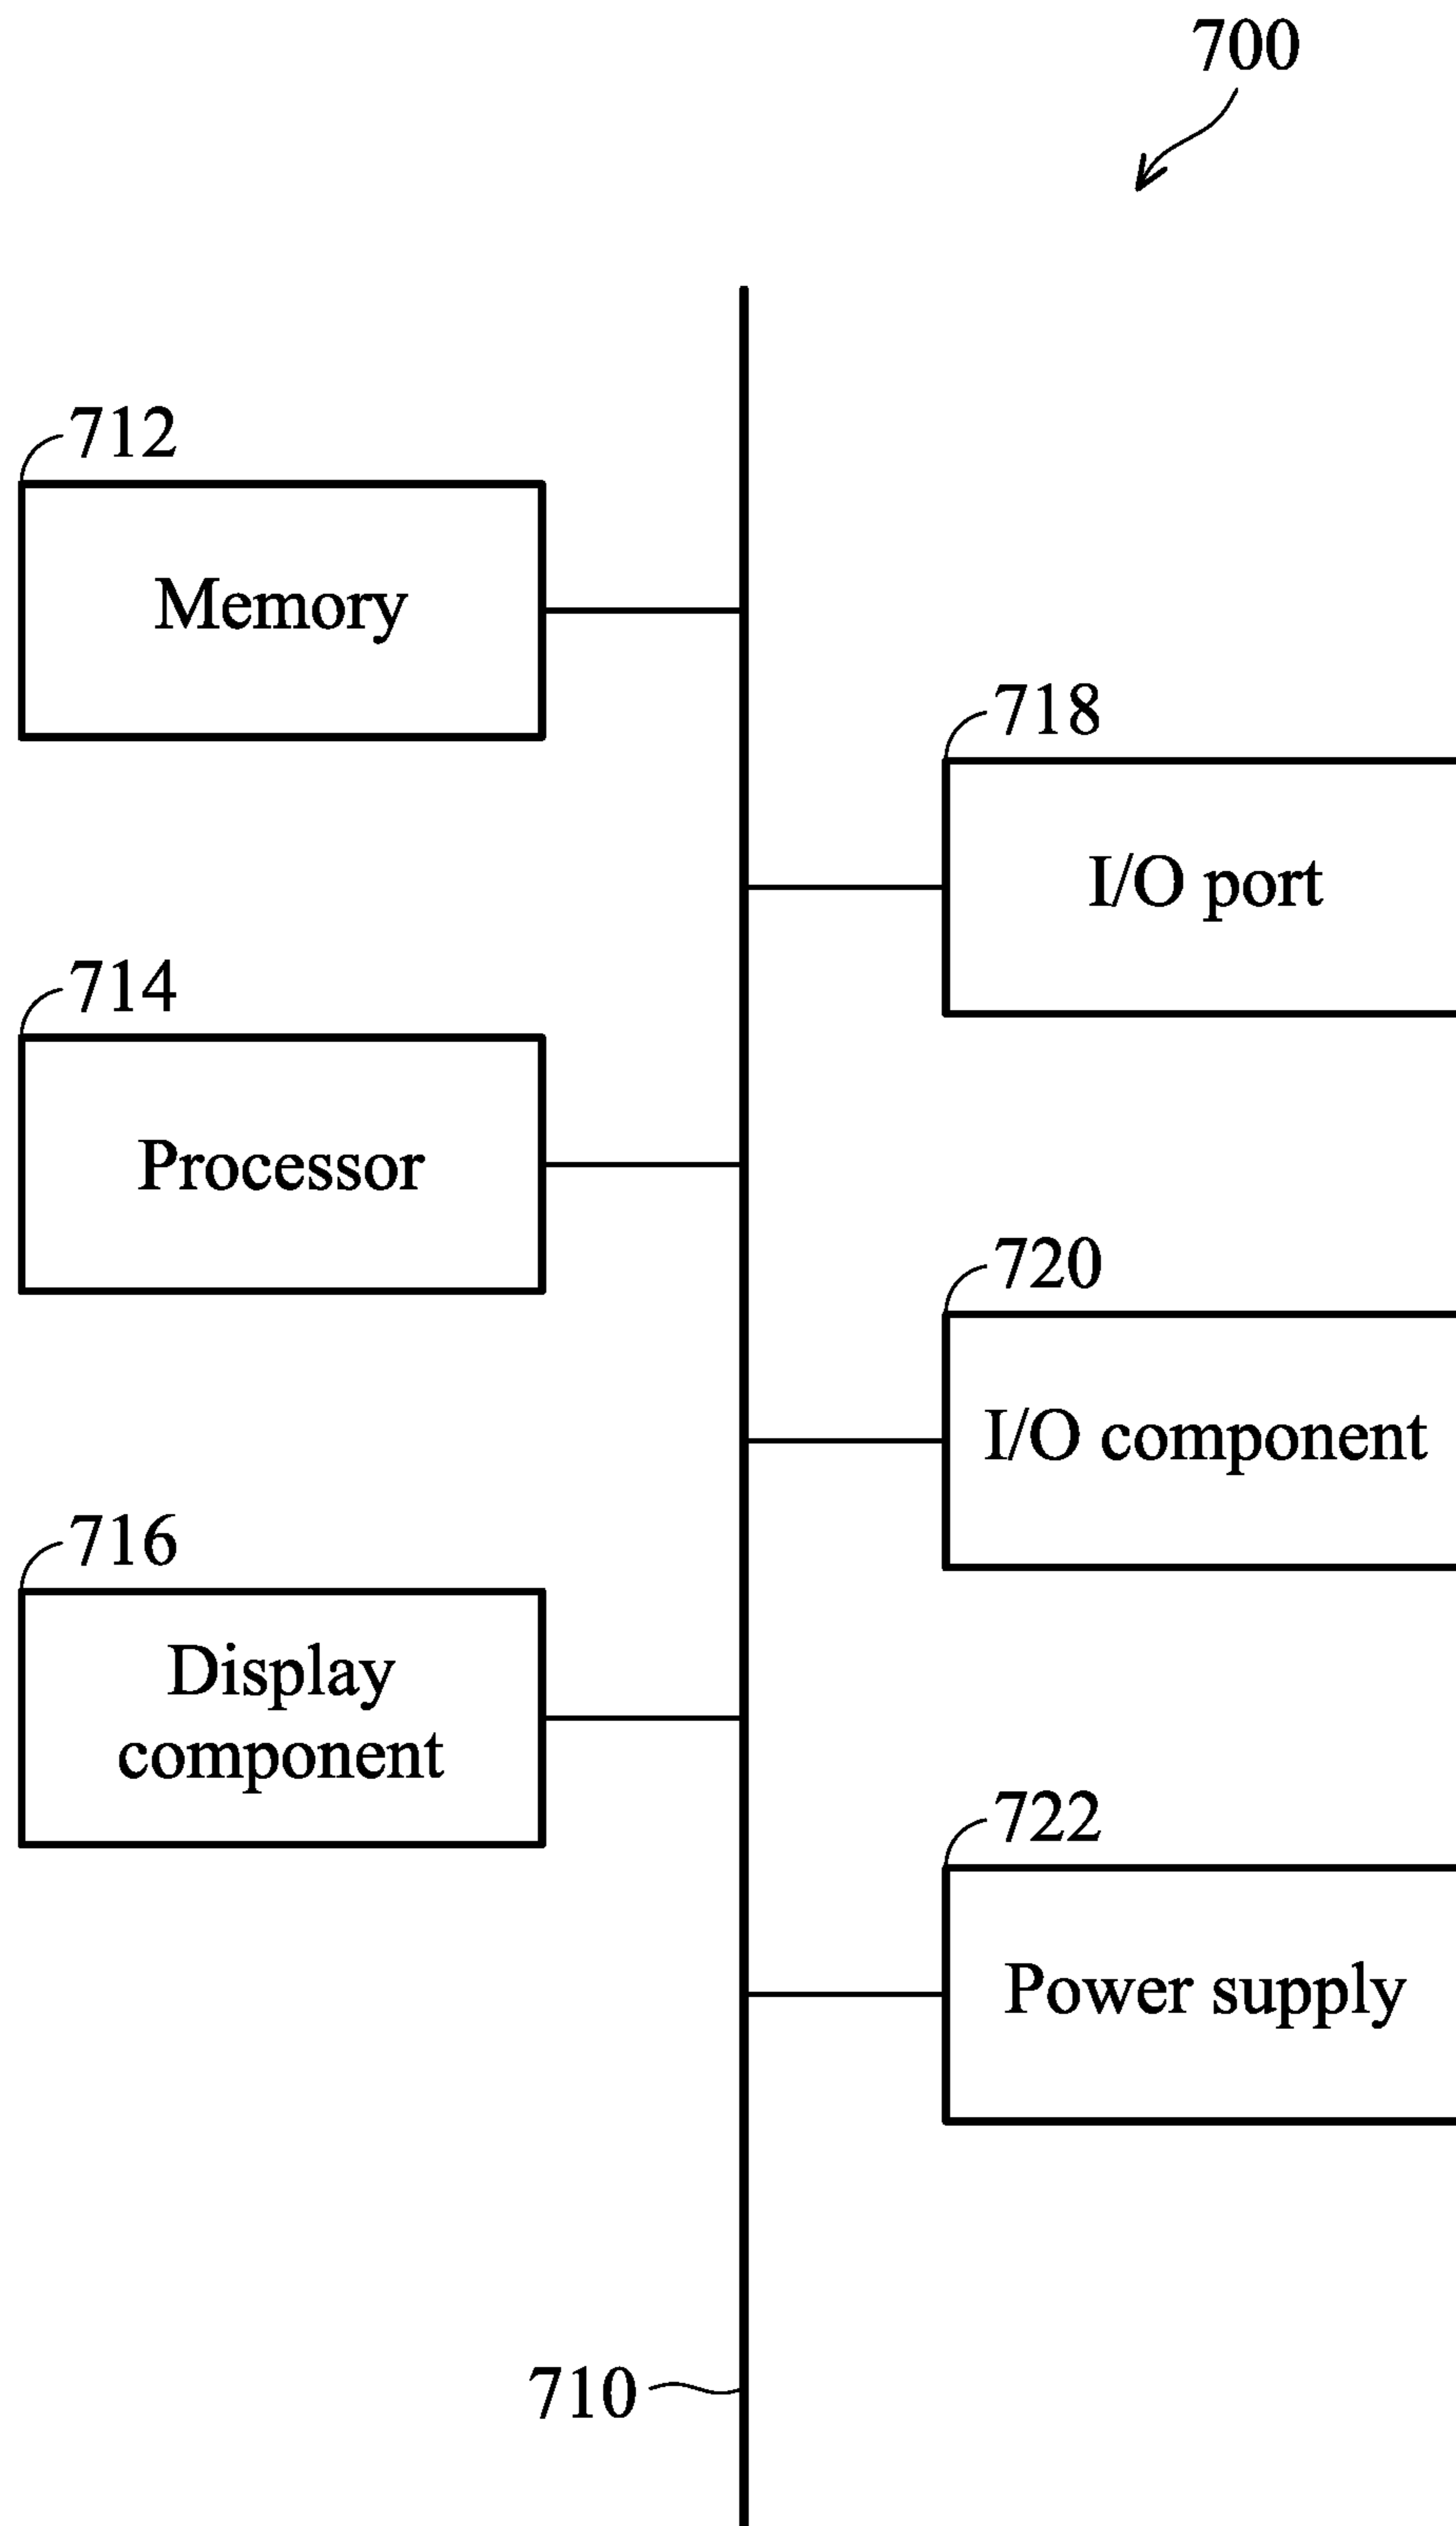 700
712
Memory
718
I/O port
714
Processor
720
I/O component
716
Display
component
722
Power supply
710